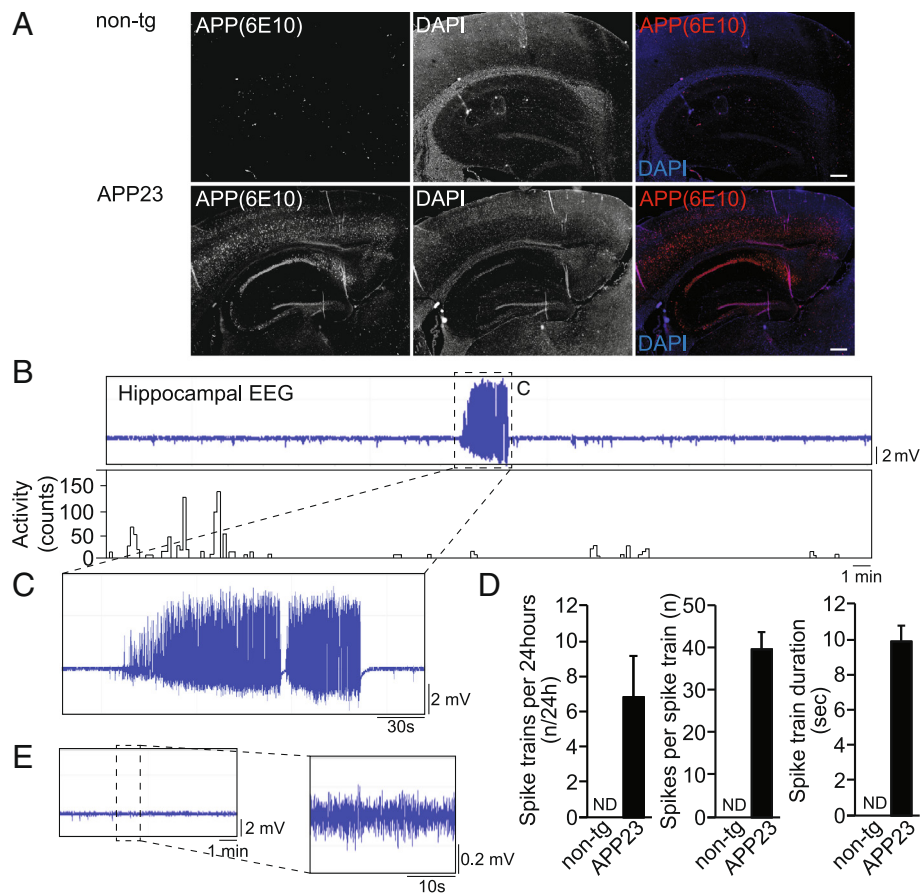 A
non-tg
APP(6E10)
DAPI
APP(6E10)
DAPI
APP23
APP(6E10)
DAPI
APP(6E10)
DAPI
B
Hippocampal EEG
C
2 mV
Activity
(counts)
150
100
50
0
1 min
C
2 mV
30s
D
Spike trains per 24hours
(n/24h)
12
10
8
6
4
2
0
ND
non-tg
APP23
Spikes per spike train (n)
50
40
30
20
10
0
ND
non-tg
APP23
Spike train duration
(sec)
12
10
8
6
4
2
0
ND
non-tg
APP23
E
2 mV
1 min
0.2 mV
10s